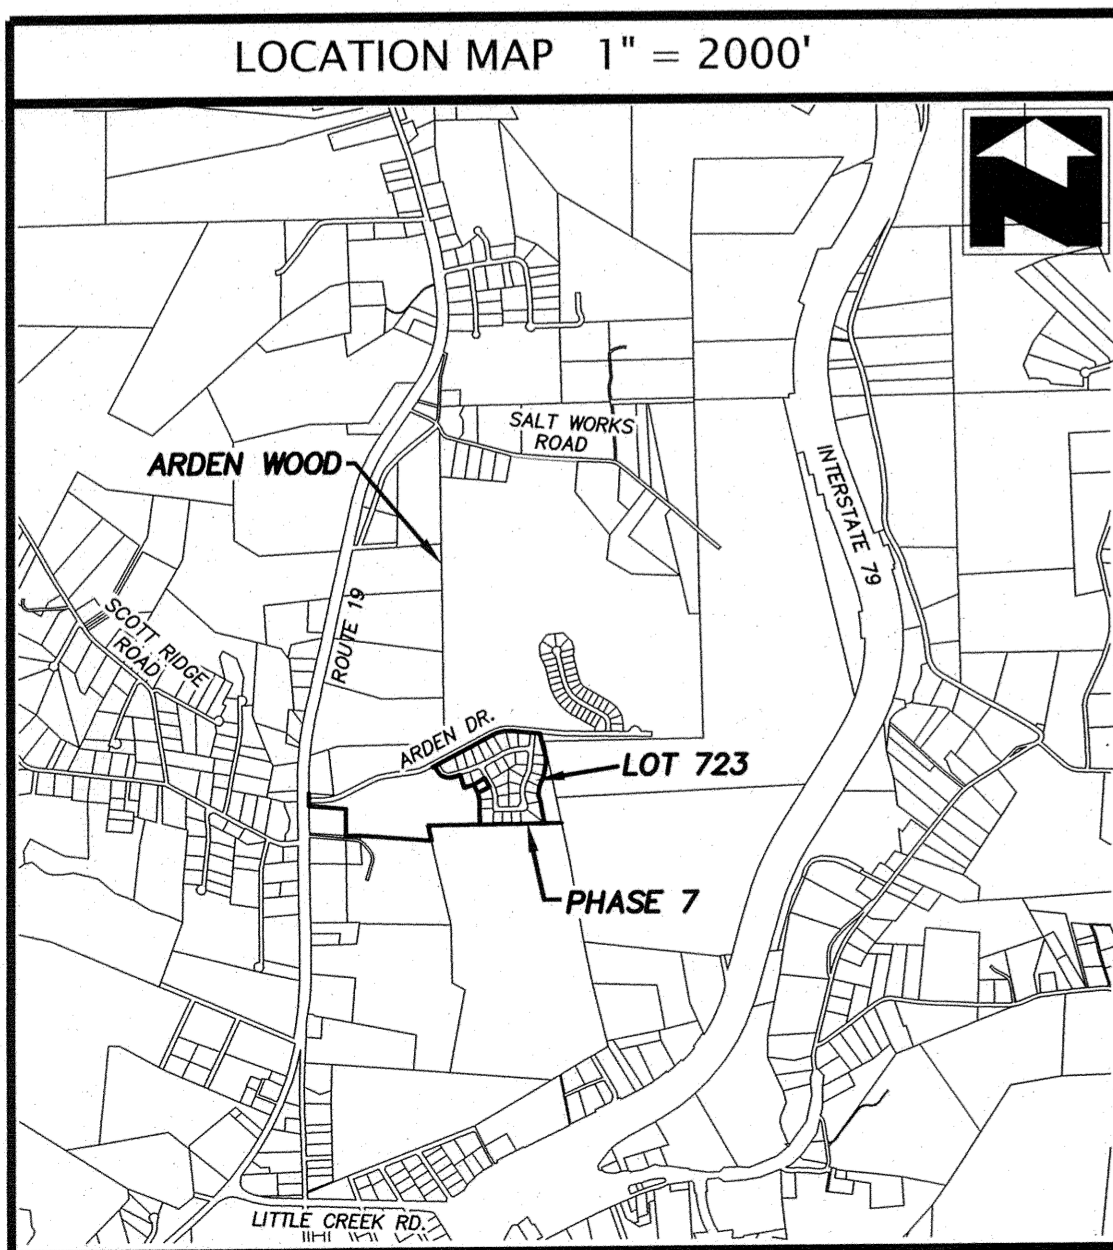 LOCATION MAP 1" = 2000'
N
SALT WORKS
ROAD
ARDEN WOOD
INTERSTATE 79
SCOTT RIDGE
ROAD
ROUTE 19
ARDEN DR.
LOT 723
PHASE 7
LITTLE CREEK RD.